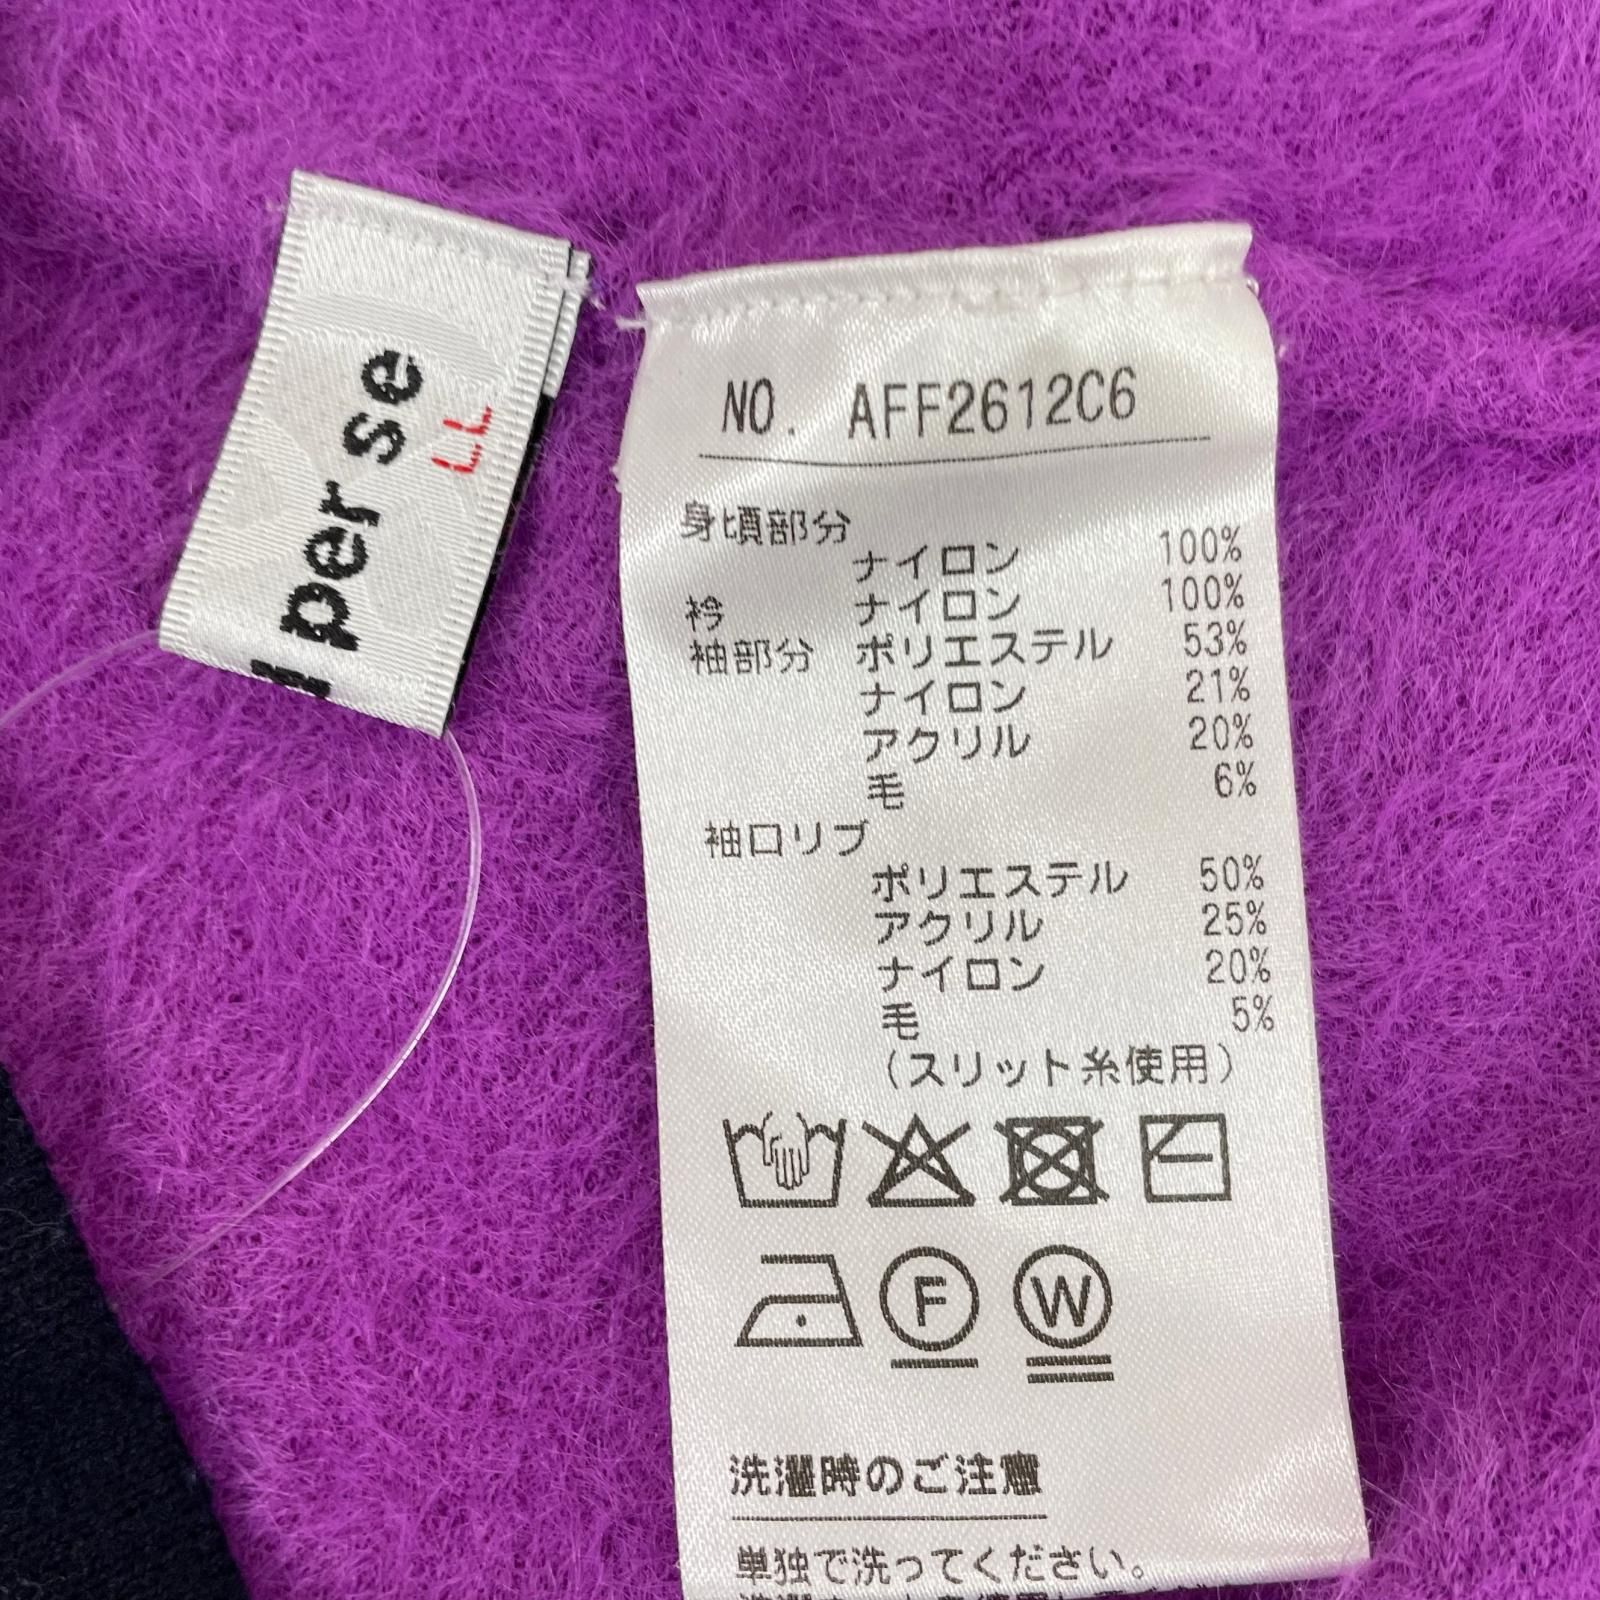 per se
LL
NO. AFF2612C6
身頃部分
ナイロン 100%
衿 ナイロン 100%
袖部分 ポリエステル 53%
ナイロン 21%
アクリル 20%
毛 6%
袖口リブ
ポリエステル 50%
アクリル 25%
ナイロン 20%
毛 5%
(スリット糸使用)
F W
洗濯時のご注意
単独で洗ってください。